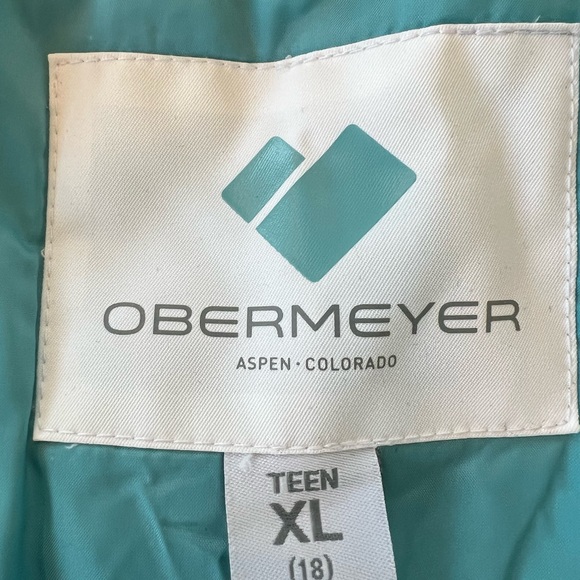 OBERMEYER
ASPEN · COLORADO
TEEN
XL
(18)